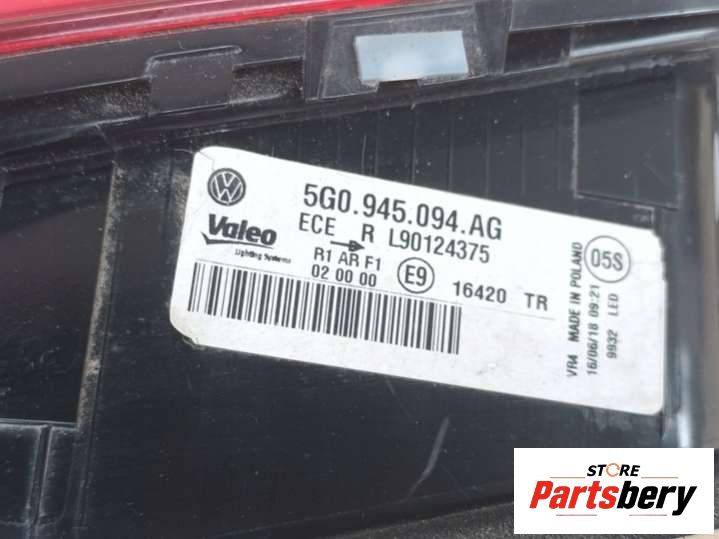 5G0.945.094.AG
Valeo
Lighting Systems
ECE R L90124375
R1 AR F1
02 00 00
E9
16420 TR
05S
VR4 MADE IN POLAND
16/06/18 09:21
9932 LED
STORE
Partsbery